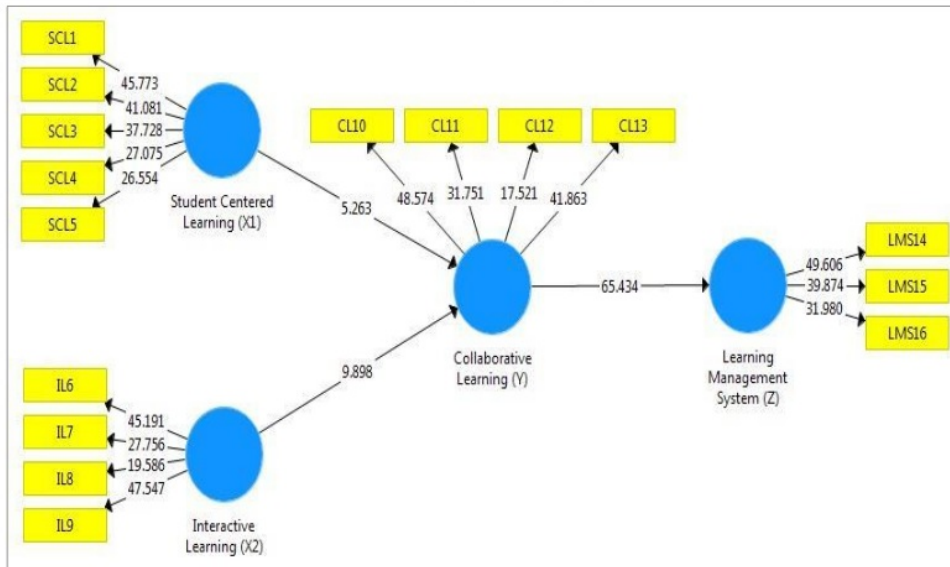 SCL1
SCL2
SCL3
SCL4
SCL5
45.773
41.081
37.728
27.075
26.554
Student Centered
Learning (X1)
5.263
CL10
CL11
CL12
CL13
48.574
31.751
17.521
41.863
Collaborative
Learning (Y)
65.434
LMS14
LMS15
LMS16
49.606
39.874
31.980
Learning
Management
System (Z)
9.898
IL6
IL7
IL8
IL9
45.191
27.756
19.586
47.547
Interactive
Learning (X2)